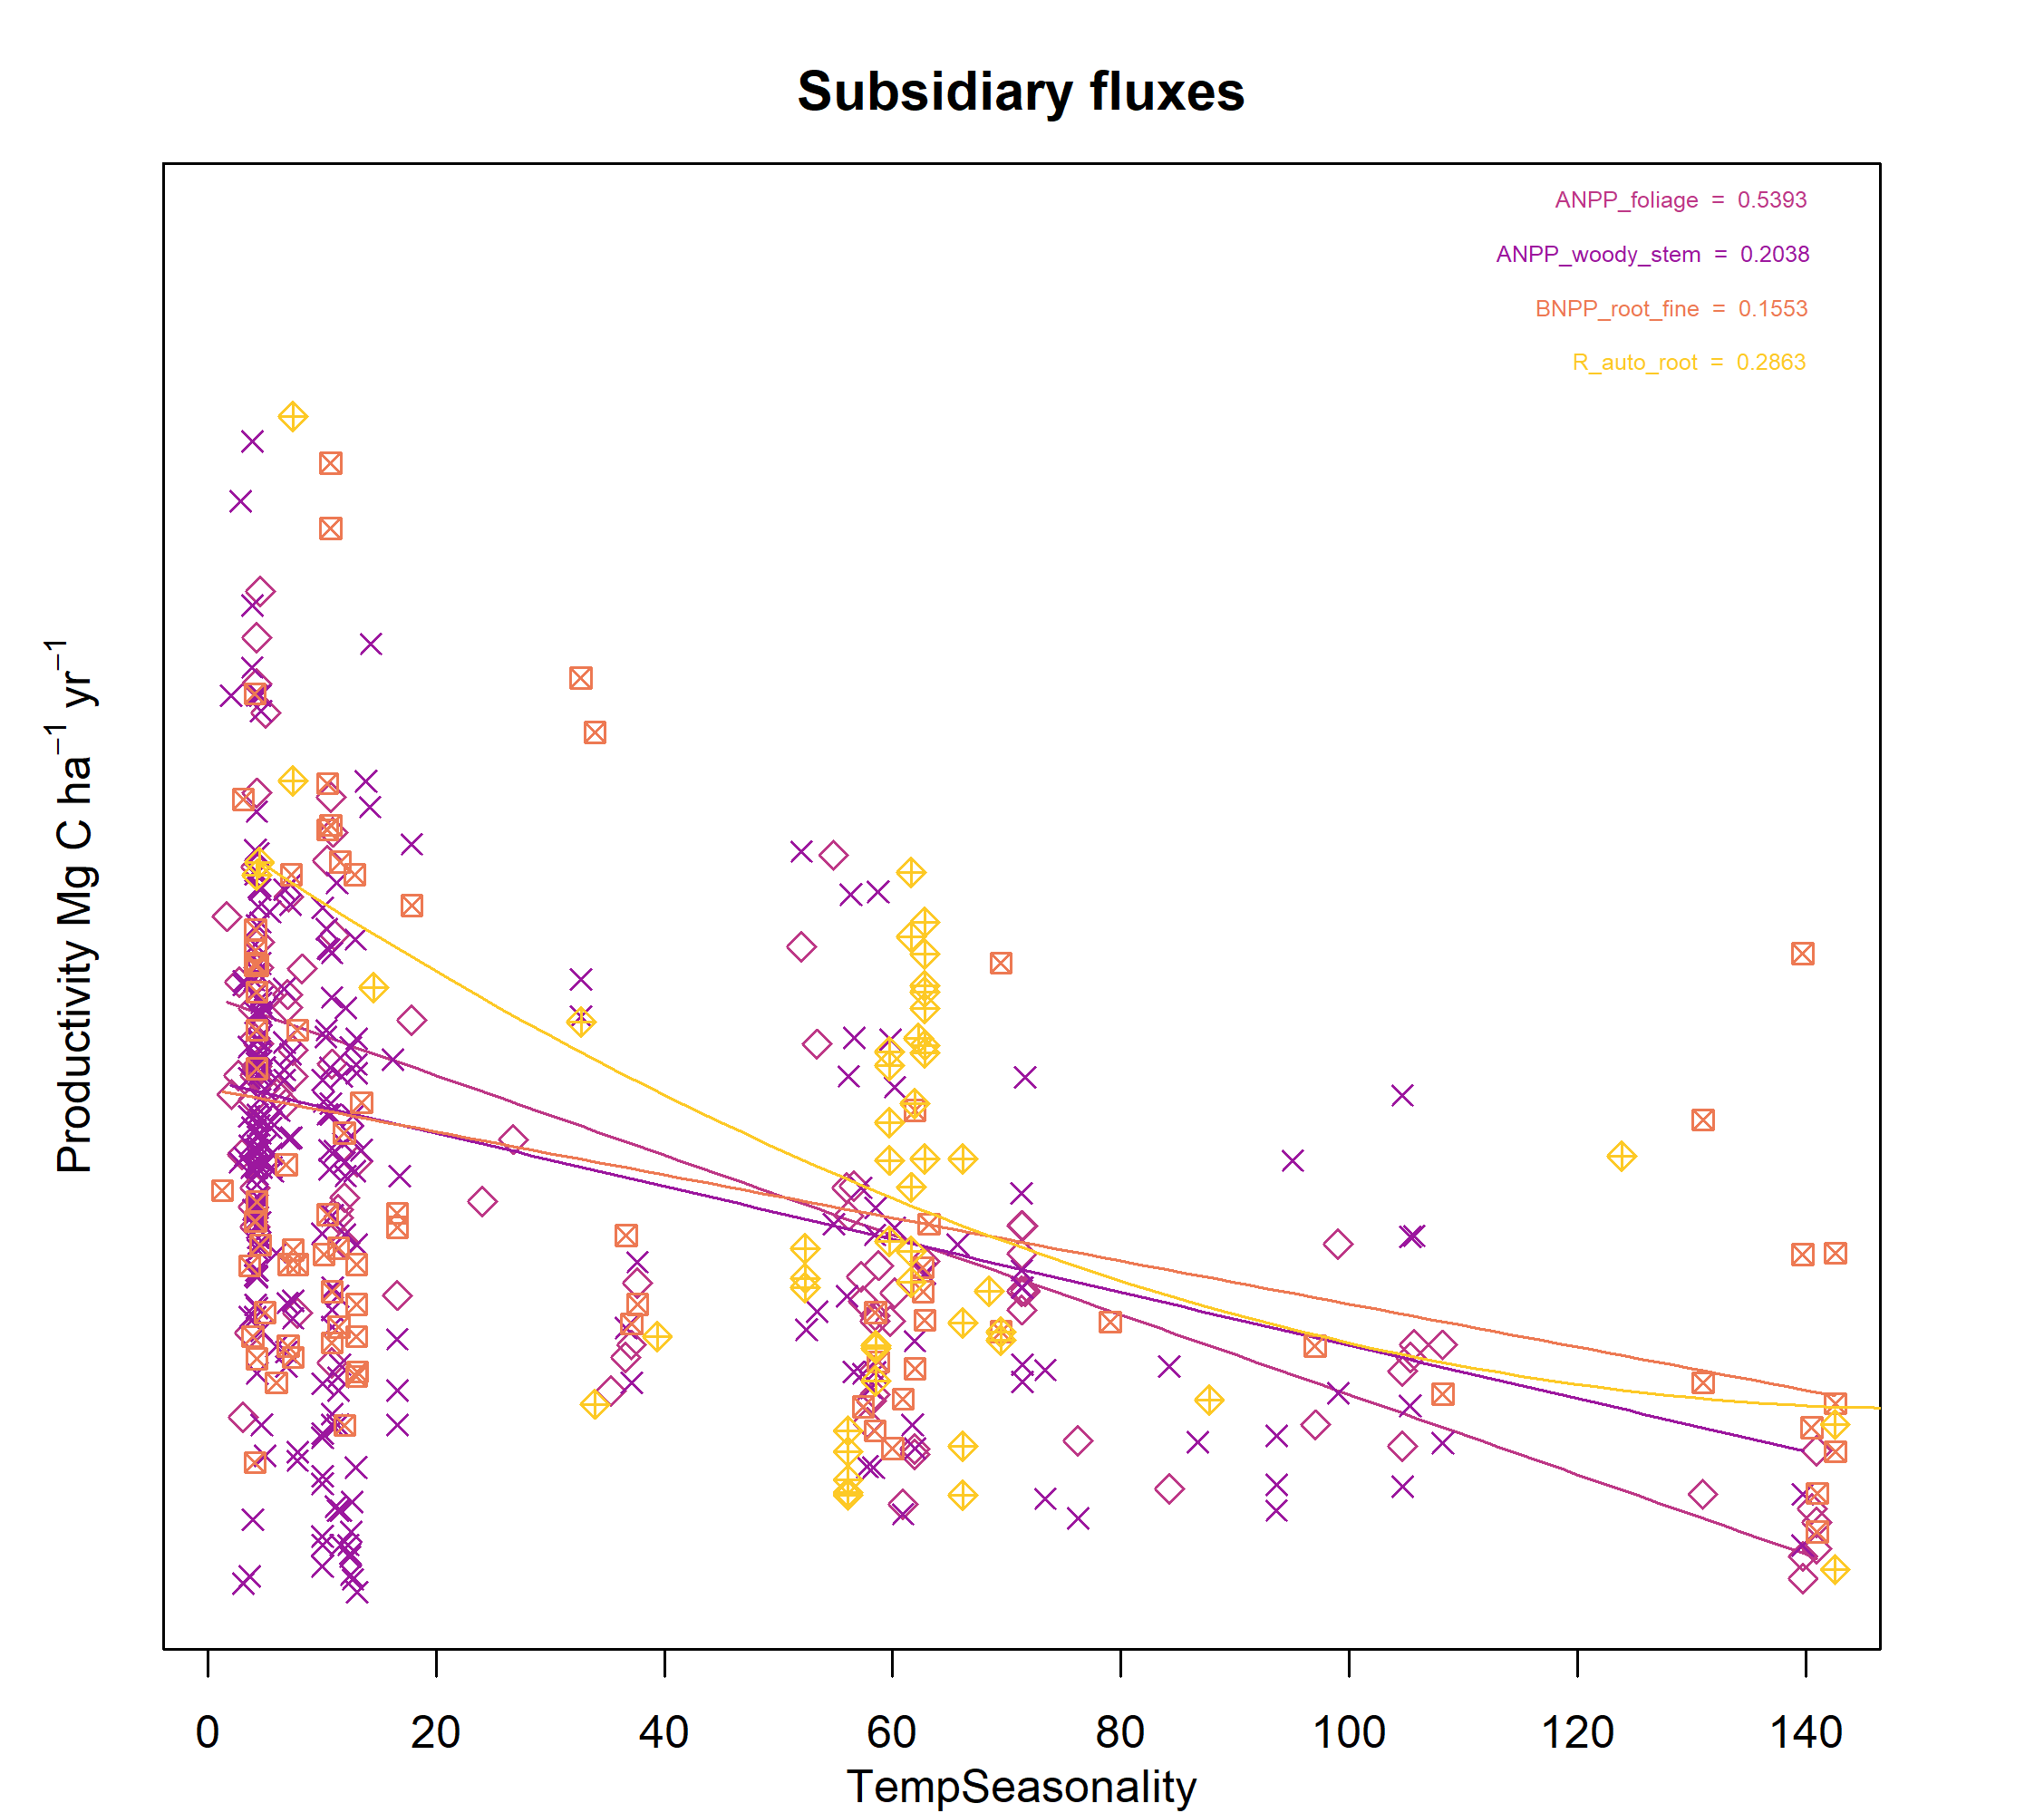 Subsidiary fluxes
ANPP_foliage = 0.5393
ANPP_woody_stem = 0.2038
BNPP_root_fine = 0.1553
R_auto_root = 0.2863
Productivity Mg C ha⁻¹ yr⁻¹
0 20 40 60 80 100 120 140
TempSeasonality